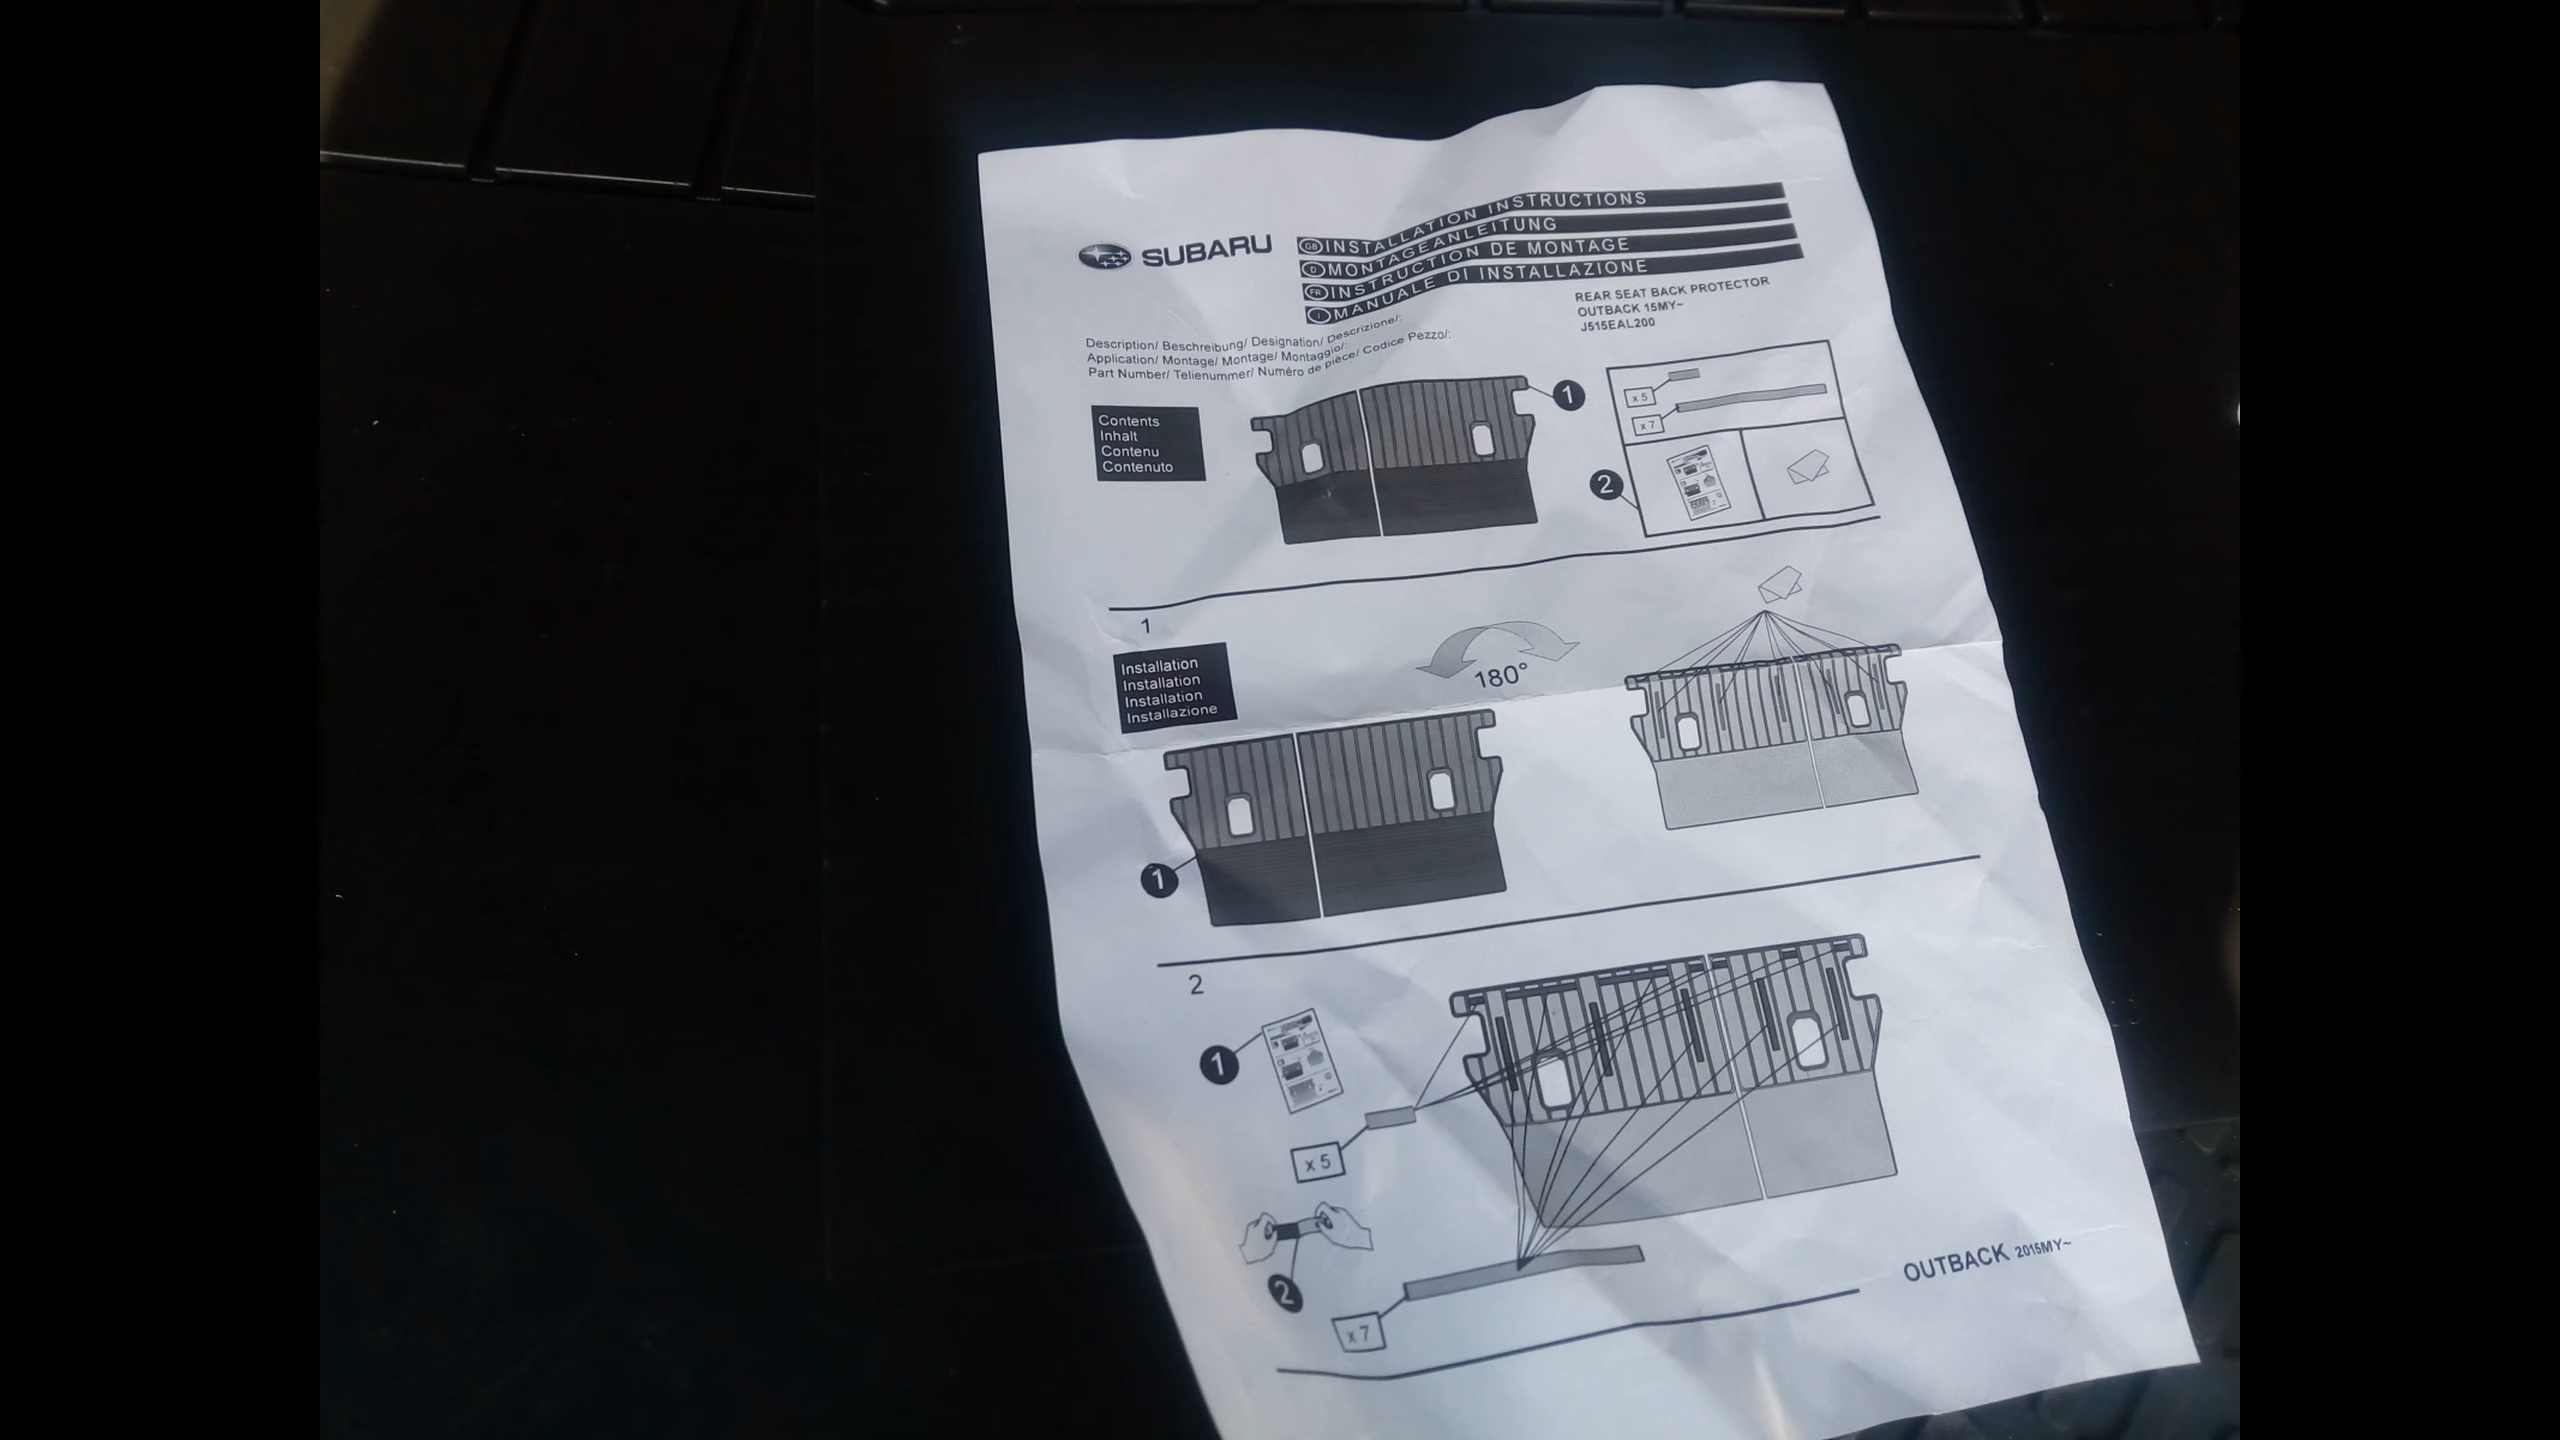 SUBARU
GB INSTALLATION INSTRUCTIONS
D MONTAGEANLEITUNG
FR INSTRUCTION DE MONTAGE
I MANUALE DI INSTALLAZIONE
Description/ Beschreibung/ Designation/ Descrizione/:
Application/ Montage/ Montage/ Montaggio/:
Part Number/ Telienummer/ Numéro de pièce/ Codice Pezzo/:
REAR SEAT BACK PROTECTOR
OUTBACK 15MY~
J515EAL200
Contents
Inhalt
Contenu
Contenuto
1
x 5
x 7
2
1
Installation
Installation
Installation
Installazione
180°
1
2
1
x 5
2
x 7
OUTBACK 2015MY~